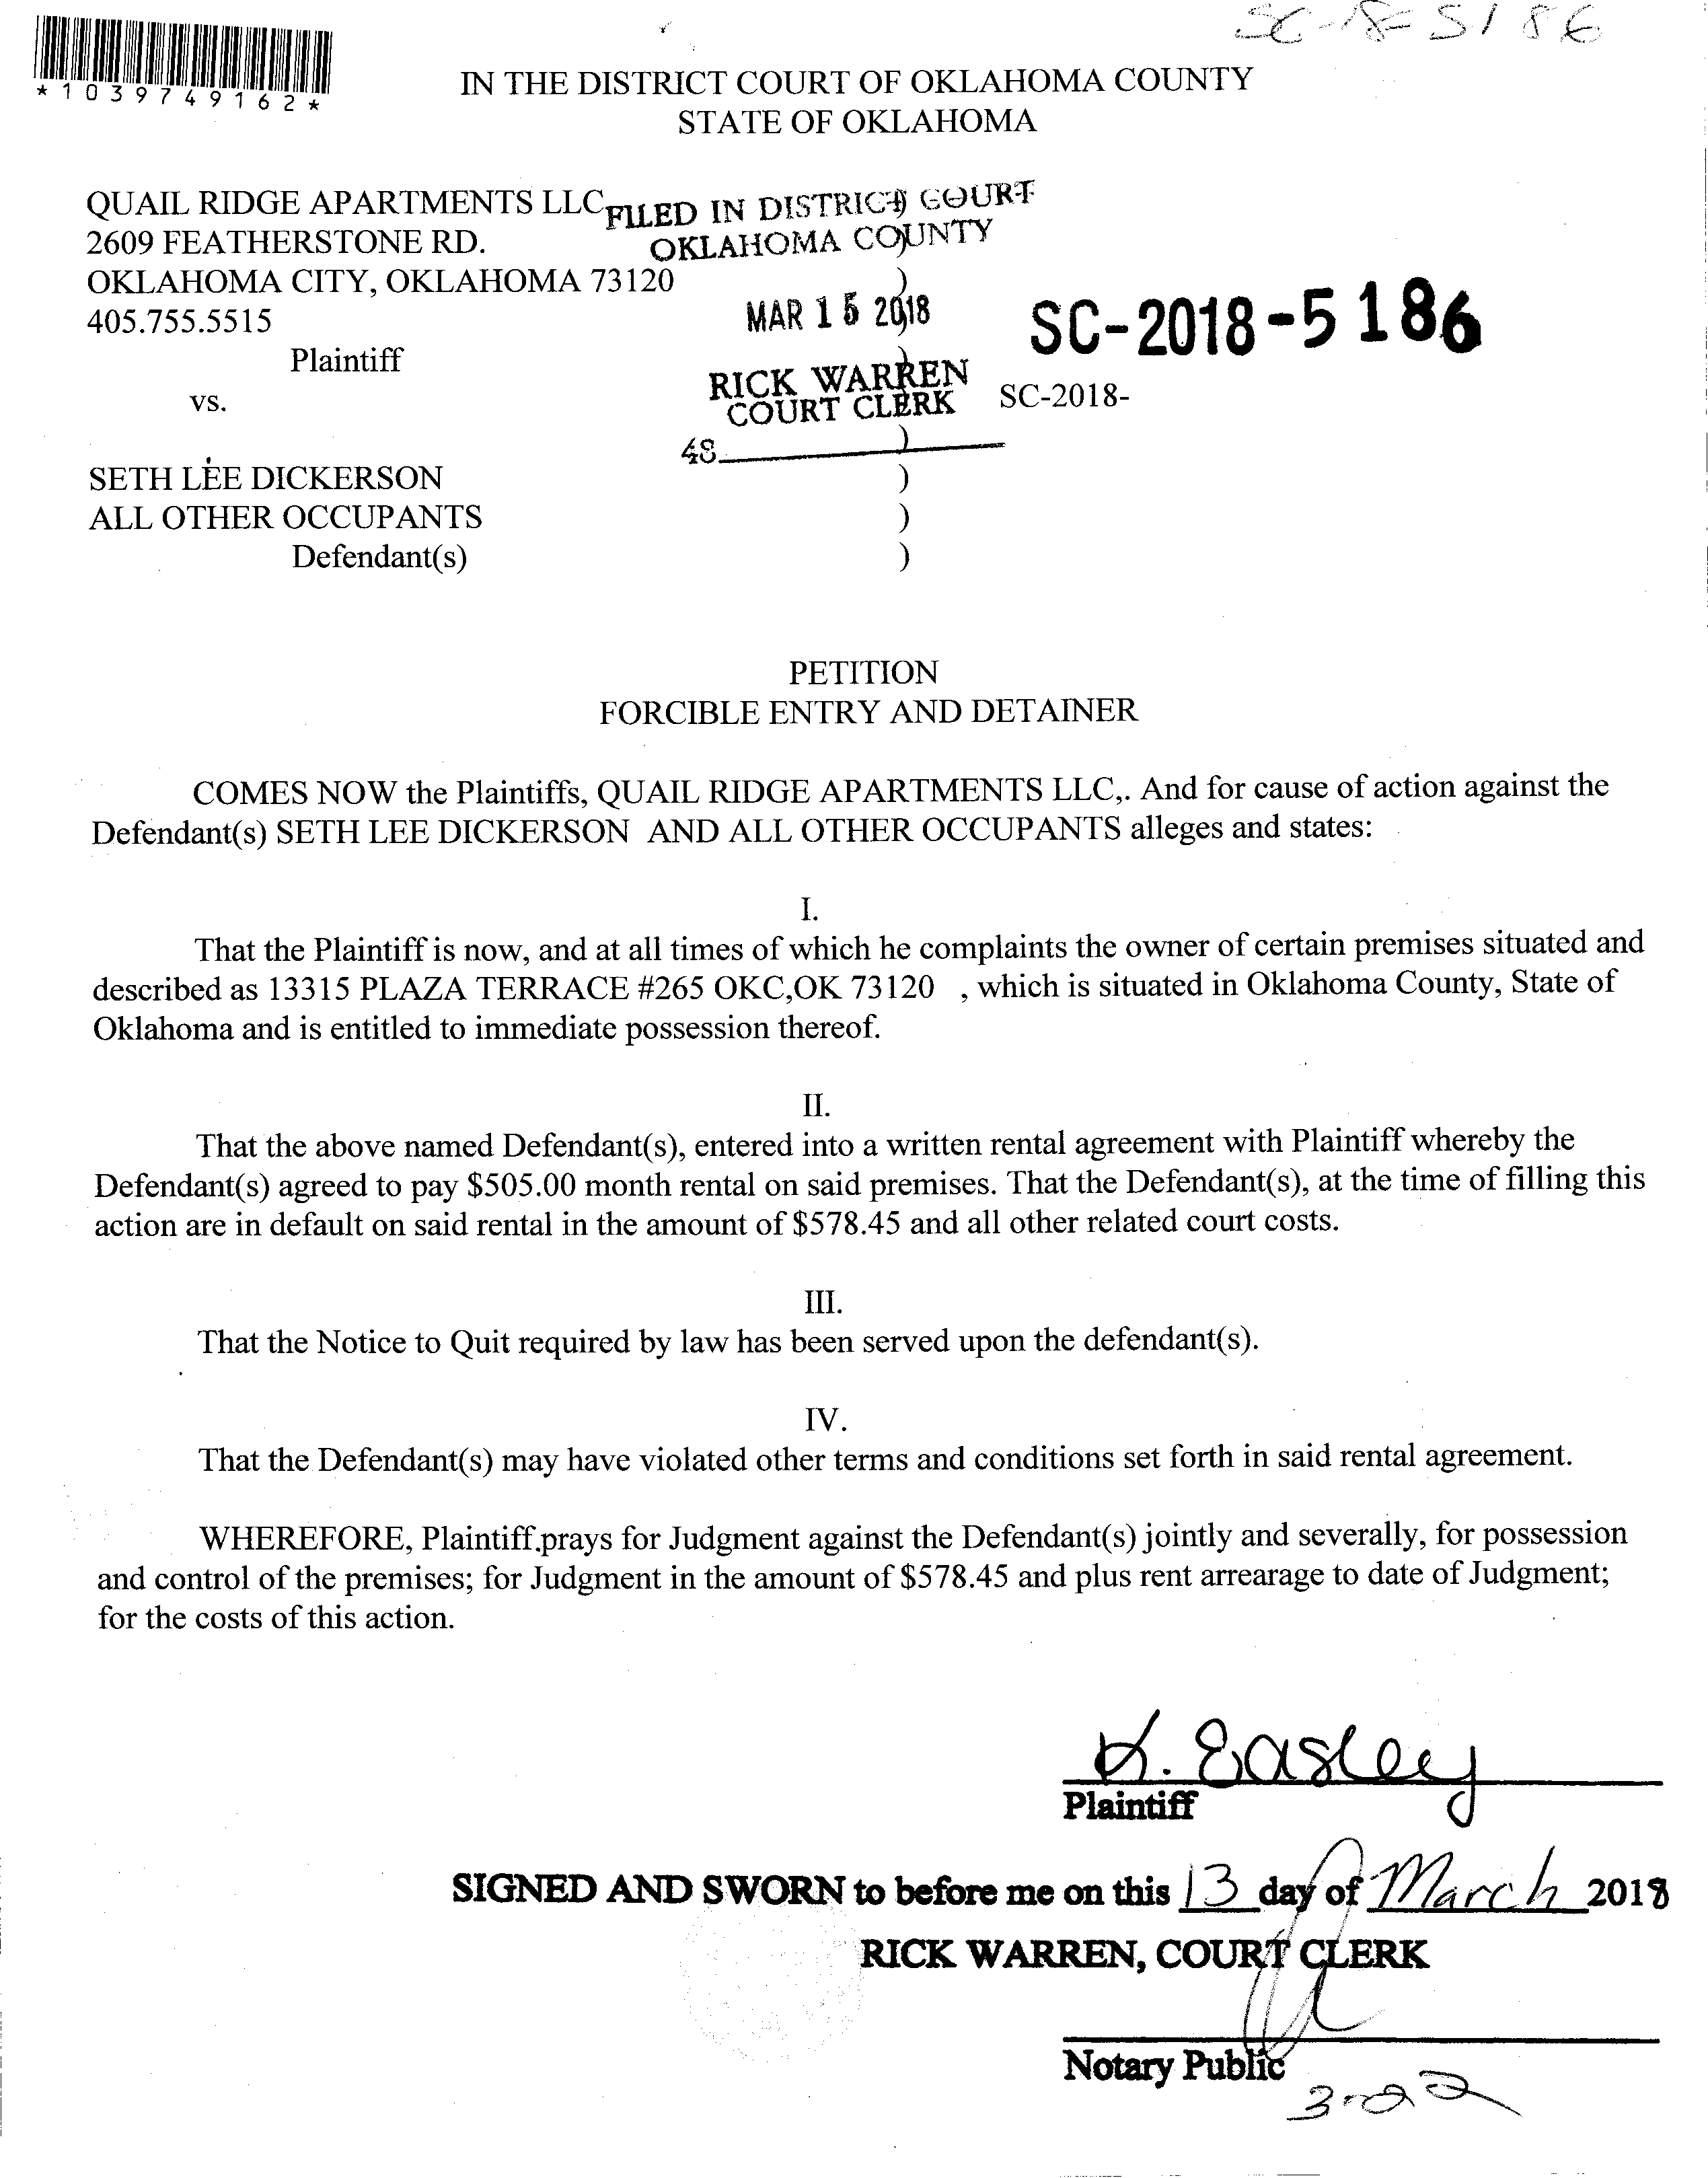 SC-18-5186
*1039749162*
IN THE DISTRICT COURT OF OKLAHOMA COUNTY
STATE OF OKLAHOMA
QUAIL RIDGE APARTMENTS LLC )
FILED IN DISTRICT COURT
2609 FEATHERSTONE RD. )
OKLAHOMA COUNTY
OKLAHOMA CITY, OKLAHOMA 73120 )
405.755.5515 )
MAR 15 2018
SC-2018-5186
Plaintiff )
RICK WARREN
vs. ) SC-2018-
COURT CLERK
)
48
SETH LEE DICKERSON )
ALL OTHER OCCUPANTS )
Defendant(s) )
PETITION
FORCIBLE ENTRY AND DETAINER
COMES NOW the Plaintiffs, QUAIL RIDGE APARTMENTS LLC,. And for cause of action against the
Defendant(s) SETH LEE DICKERSON AND ALL OTHER OCCUPANTS alleges and states:
I.
That the Plaintiff is now, and at all times of which he complaints the owner of certain premises situated and
described as 13315 PLAZA TERRACE #265 OKC,OK 73120 , which is situated in Oklahoma County, State of
Oklahoma and is entitled to immediate possession thereof.
II.
That the above named Defendant(s), entered into a written rental agreement with Plaintiff whereby the
Defendant(s) agreed to pay $505.00 month rental on said premises. That the Defendant(s), at the time of filling this
action are in default on said rental in the amount of $578.45 and all other related court costs.
III.
That the Notice to Quit required by law has been served upon the defendant(s).
IV.
That the Defendant(s) may have violated other terms and conditions set forth in said rental agreement.
WHEREFORE, Plaintiff prays for Judgment against the Defendant(s) jointly and severally, for possession
and control of the premises; for Judgment in the amount of $578.45 and plus rent arrearage to date of Judgment;
for the costs of this action.
K. Easley
Plaintiff
SIGNED AND SWORN to before me on this 13 day of March 2018
RICK WARREN, COURT CLERK
Notary Public
3-22